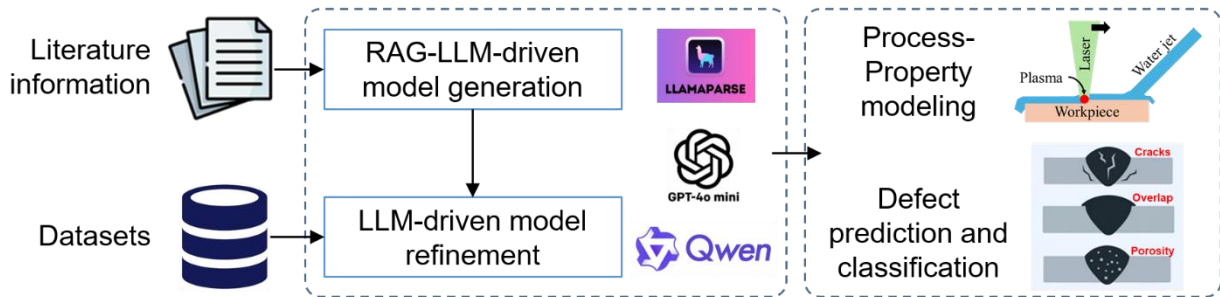 Literature
information
RAG-LLM-driven
model generation
LLAMAPARSE
GPT-4o mini
Datasets
LLM-driven model
refinement
Qwen
Process-
Property
modeling
Laser
Water jet
Plasma
Workpiece
Defect
prediction and
classification
Cracks
Overlap
Porosity